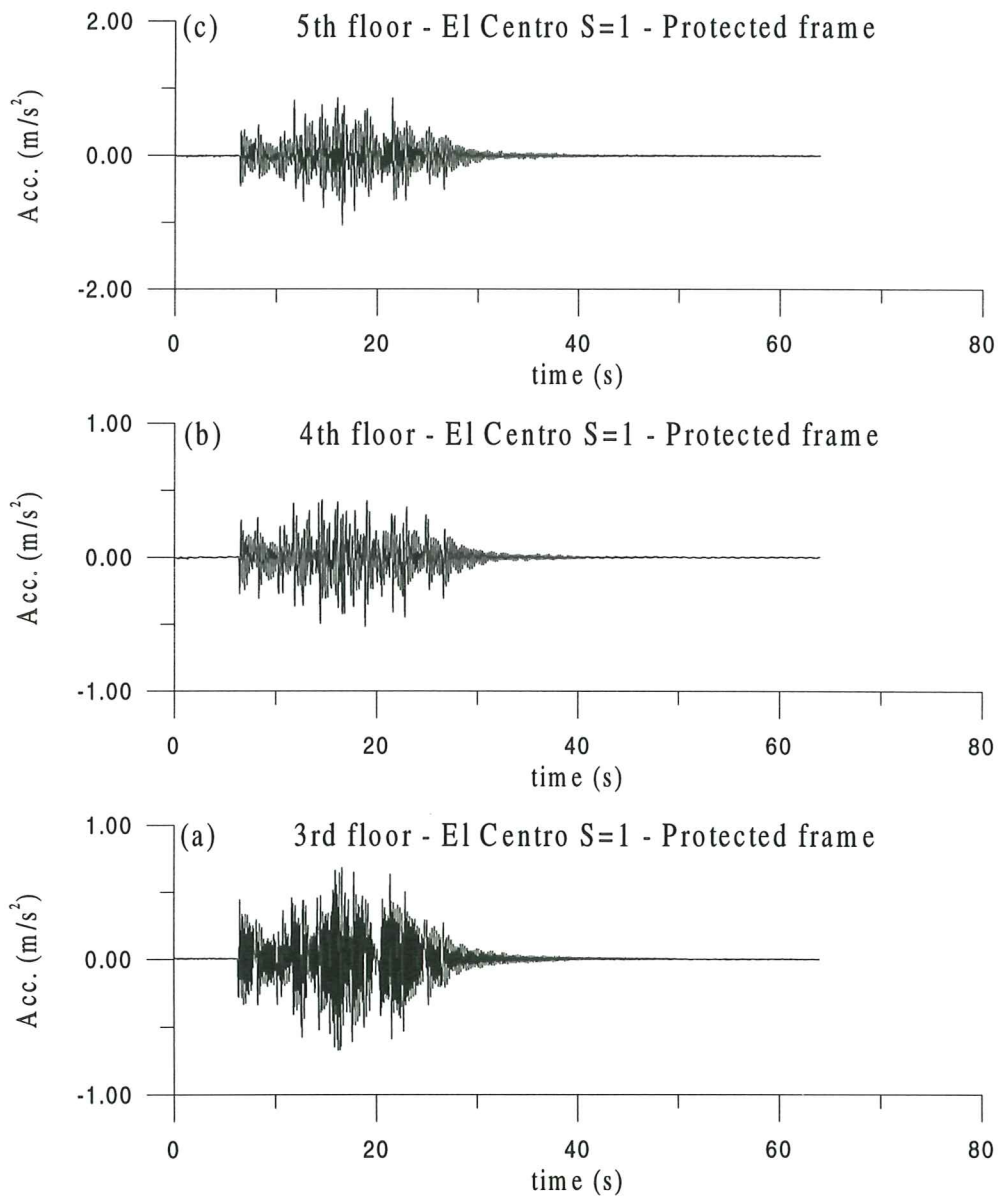 (c) 5th floor - El Centro S=1 - Protected frame
2.00
0.00
-2.00
Acc. (m/s²)
0 20 40 60 80
time (s)
(b) 4th floor - El Centro S=1 - Protected frame
1.00
0.00
-1.00
Acc. (m/s²)
0 20 40 60 80
time (s)
(a) 3rd floor - El Centro S=1 - Protected frame
1.00
0.00
-1.00
Acc. (m/s²)
0 20 40 60 80
time (s)